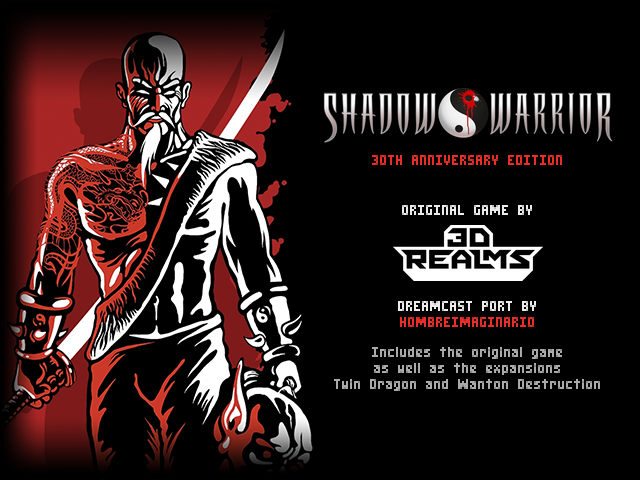 SHADOW WARRIOR
30TH ANNIVERSARY EDITION
ORIGINAL GAME BY
3D
REALMS
DREAMCAST PORT BY
HOMBREIMAGINARIO
Includes the original game
as well as the expansions
Twin Dragon and Wanton Destruction